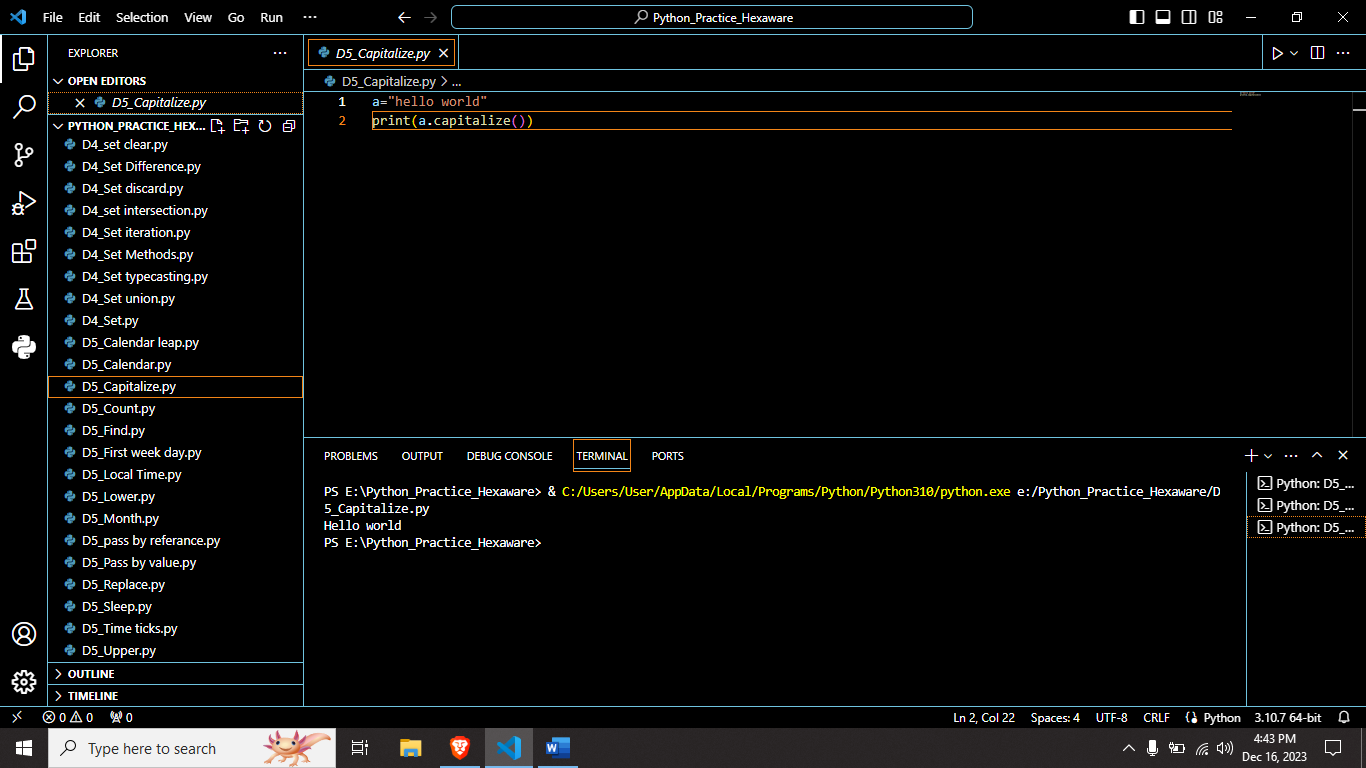 File Edit Selection View Go Run ···
Python_Practice_Hexaware
EXPLORER
OPEN EDITORS
D5_Capitalize.py
PYTHON_PRACTICE_HEX...
D4_set clear.py
D4_Set Difference.py
D4_Set discard.py
D4_set intersection.py
D4_Set iteration.py
D4_Set Methods.py
D4_Set typecasting.py
D4_Set union.py
D4_Set.py
D5_Calendar leap.py
D5_Calendar.py
D5_Capitalize.py
D5_Count.py
D5_Find.py
D5_First week day.py
D5_Local Time.py
D5_Lower.py
D5_Month.py
D5_pass by referance.py
D5_Pass by value.py
D5_Replace.py
D5_Sleep.py
D5_Time ticks.py
D5_Upper.py
OUTLINE
TIMELINE
D5_Capitalize.py
D5_Capitalize.py > ...
1 a="hello world"
2 print(a.capitalize())
PROBLEMS OUTPUT DEBUG CONSOLE TERMINAL PORTS
PS E:\Python_Practice_Hexaware> & C:/Users/User/AppData/Local/Programs/Python/Python310/python.exe e:/Python_Practice_Hexaware/D
5_Capitalize.py
Hello world
PS E:\Python_Practice_Hexaware>
Python: D5_...
Python: D5_...
Python: D5_...
0 0 0
Ln 2, Col 22 Spaces: 4 UTF-8 CRLF Python 3.10.7 64-bit
Type here to search
4:43 PM
Dec 16, 2023